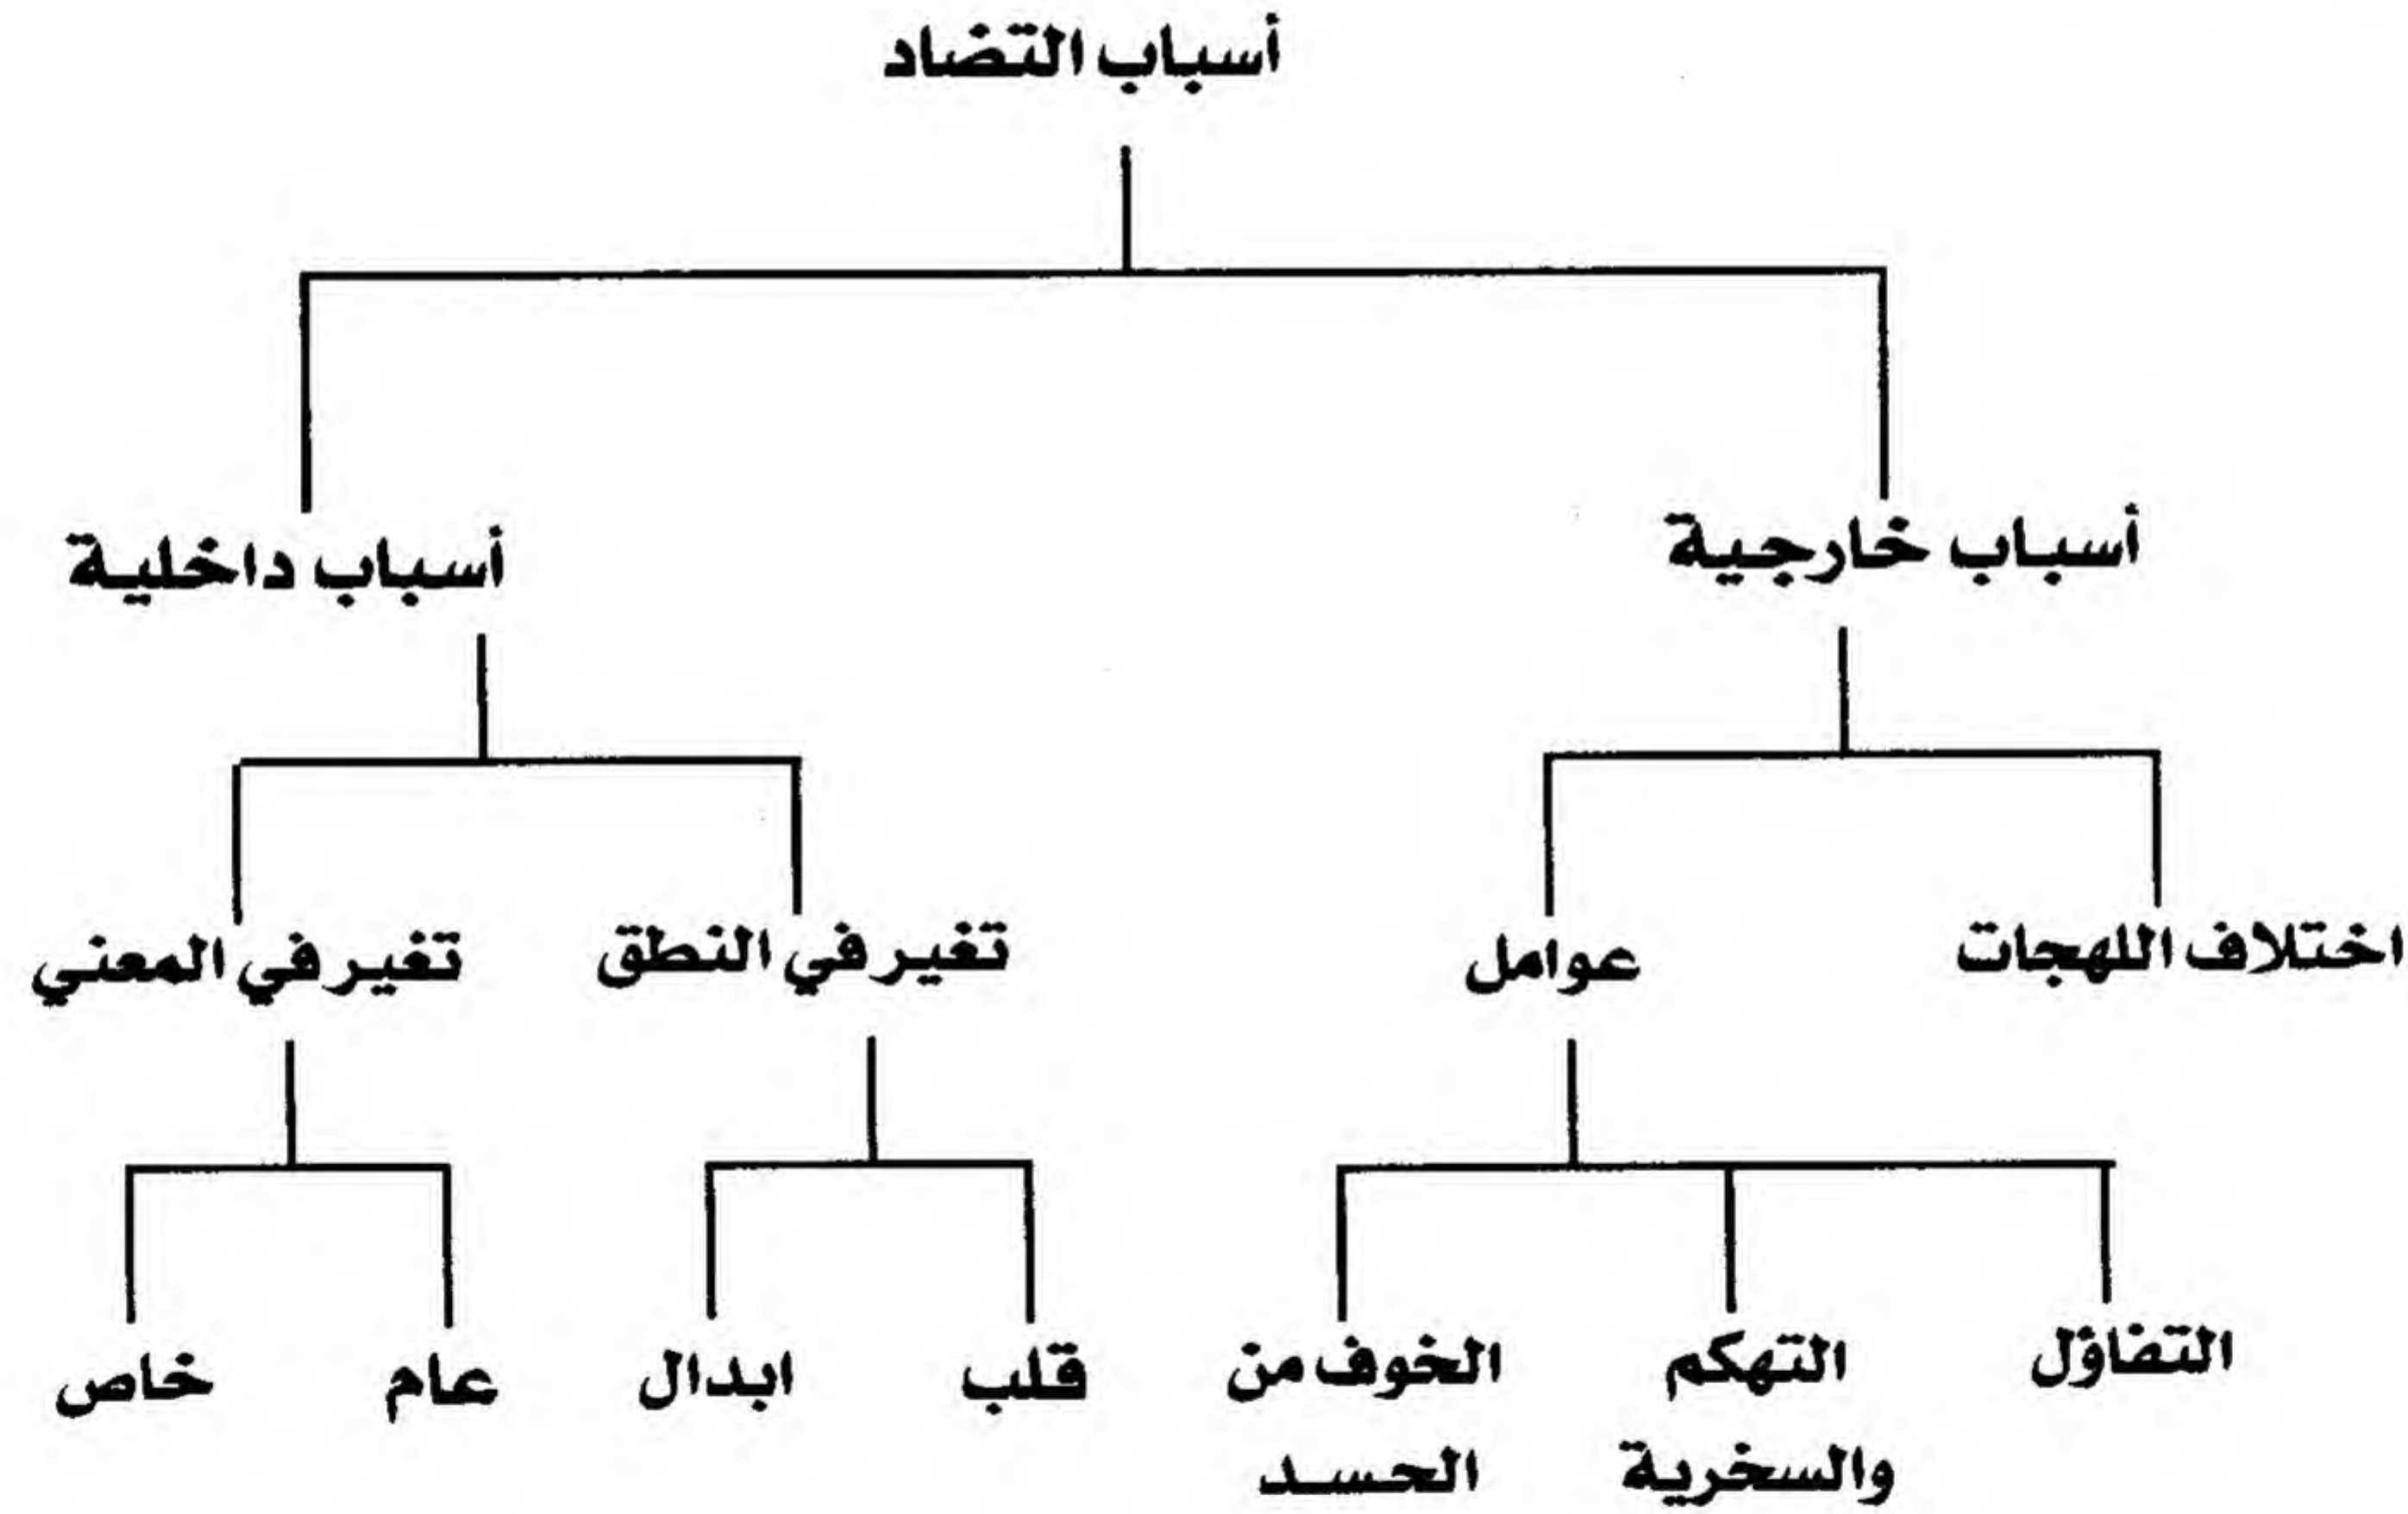 أسباب التضاد
أسباب خارجية
أسباب داخلية
اختلاف اللهجات
عوامل
تغير في النطق
تغير في المعني
التفاؤل
التهكم
والسخرية
الخوف من
الحسد
قلب
ابدال
عام
خاص